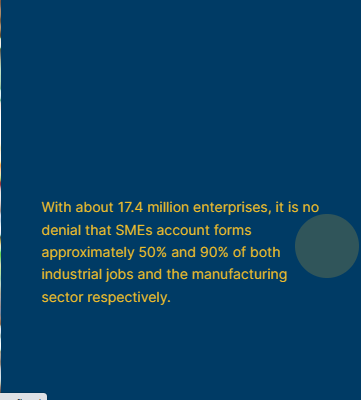 With about 17.4 million enterprises, it is no
denial that SMEs account forms
approximately 50% and 90% of both
industrial jobs and the manufacturing
sector respectively.